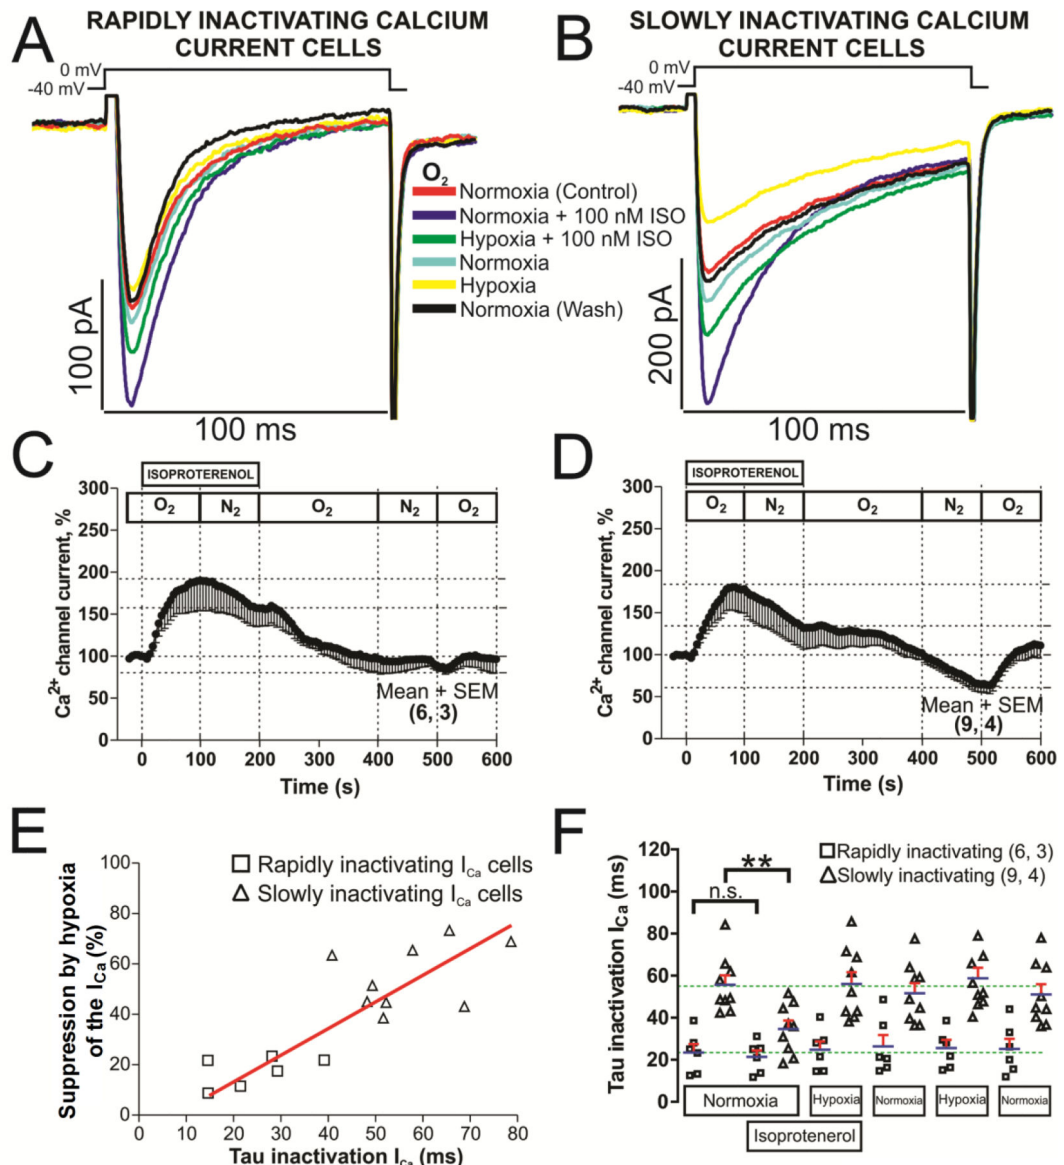 A
RAPIDLY INACTIVATING CALCIUM
CURRENT CELLS
0 mV
-40 mV
100 pA
100 ms
O2
Normoxia (Control)
Normoxia + 100 nM ISO
Hypoxia + 100 nM ISO
Normoxia
Hypoxia
Normoxia (Wash)
B
SLOWLY INACTIVATING CALCIUM
CURRENT CELLS
0 mV
-40 mV
200 pA
100 ms
C
ISOPROTERENOL
O2 N2 O2 N2 O2
Ca2+ channel current, %
300
250
200
150
100
50
0
Mean + SEM
(6, 3)
0 100 200 300 400 500 600
Time (s)
D
ISOPROTERENOL
O2 N2 O2 N2 O2
Ca2+ channel current, %
300
250
200
150
100
50
0
Mean + SEM
(9, 4)
0 100 200 300 400 500 600
Time (s)
E
Suppression by hypoxia
of the ICa (%)
100
80
60
40
20
0
Rapidly inactivating ICa cells
Slowly inactivating ICa cells
0 10 20 30 40 50 60 70 80
Tau inactivation ICa (ms)
F
Tau inactivation ICa (ms)
120
100
80
60
40
20
0
Rapidly inactivating (6, 3)
Slowly inactivating (9, 4)
**
n.s.
Normoxia Hypoxia Normoxia Hypoxia Normoxia
Isoprotenerol